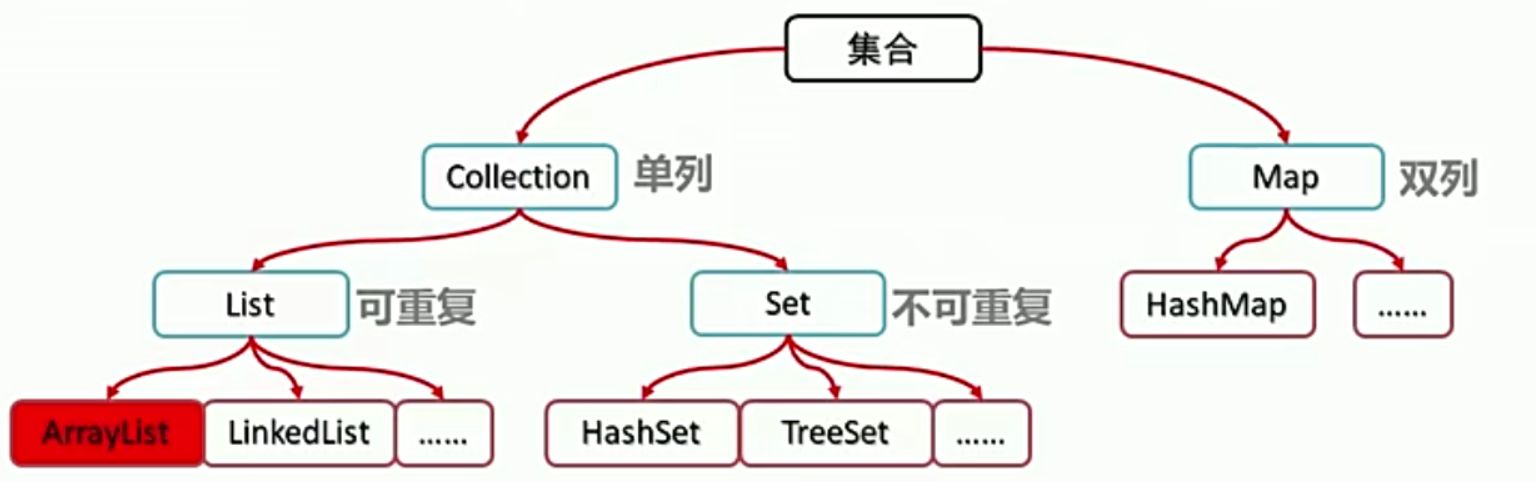 集合
Collection 单列
Map 双列
List 可重复
Set 不可重复
HashMap
......
ArrayList
LinkedList
......
HashSet
TreeSet
......